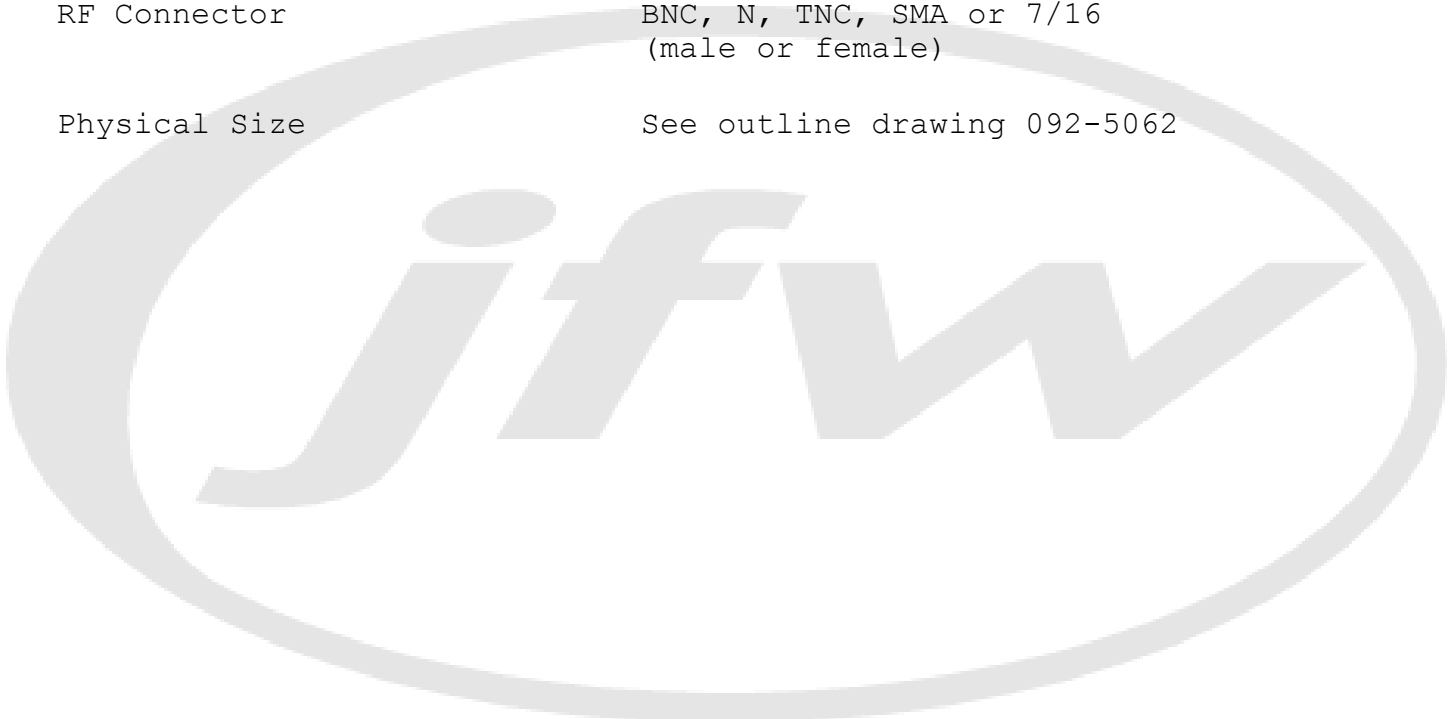 RF Connector BNC, N, TNC, SMA or 7/16
(male or female)
Physical Size See outline drawing 092-5062
jfw